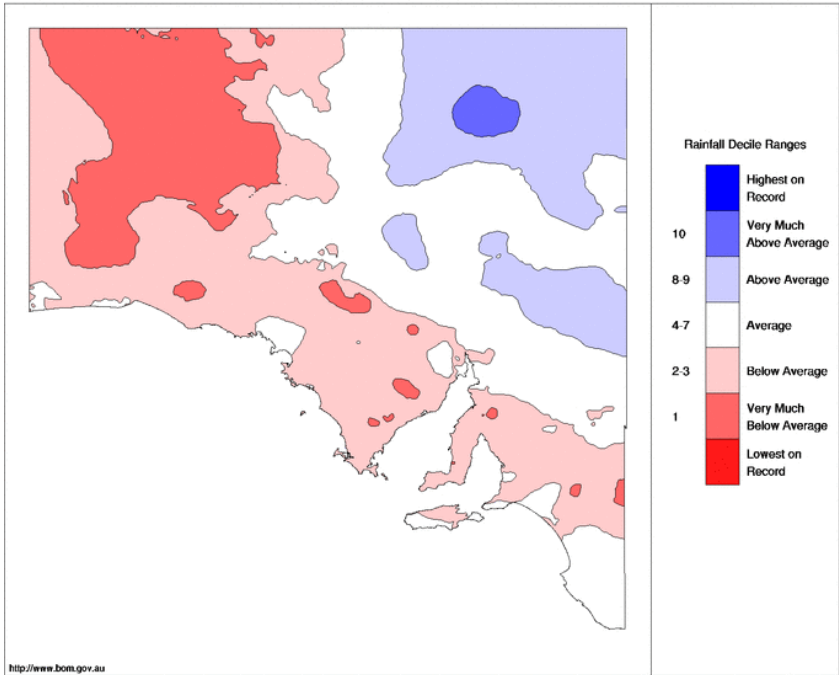 Rainfall Decile Ranges
Highest on
Record
10
Very Much
Above Average
8-9
Above Average
4-7
Average
2-3
Below Average
1
Very Much
Below Average
Lowest on
Record
http://www.bom.gov.au